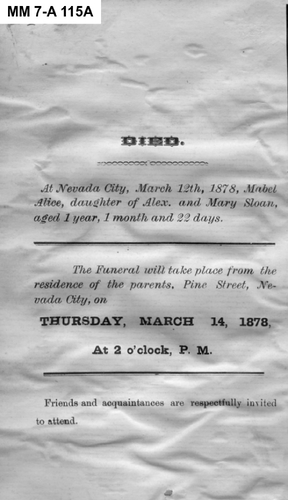 MM 7-A 115A
DIED.
At Nevada City, March 12th, 1878, Mabel
Alice, daughter of Alex. and Mary Sloan,
aged 1 year, 1 month and 22 days.
The Funeral will take place from the
residence of the parents, Pine Street, Ne-
vada City, on
THURSDAY, MARCH 14, 1878,
At 2 o'clock, P. M.
Friends and acquaintances are respectfully invited
to attend.